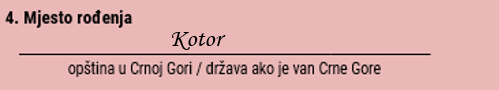 4. Mjesto rođenja
Kotor
opština u Crnoj Gori / država ako je van Crne Gore